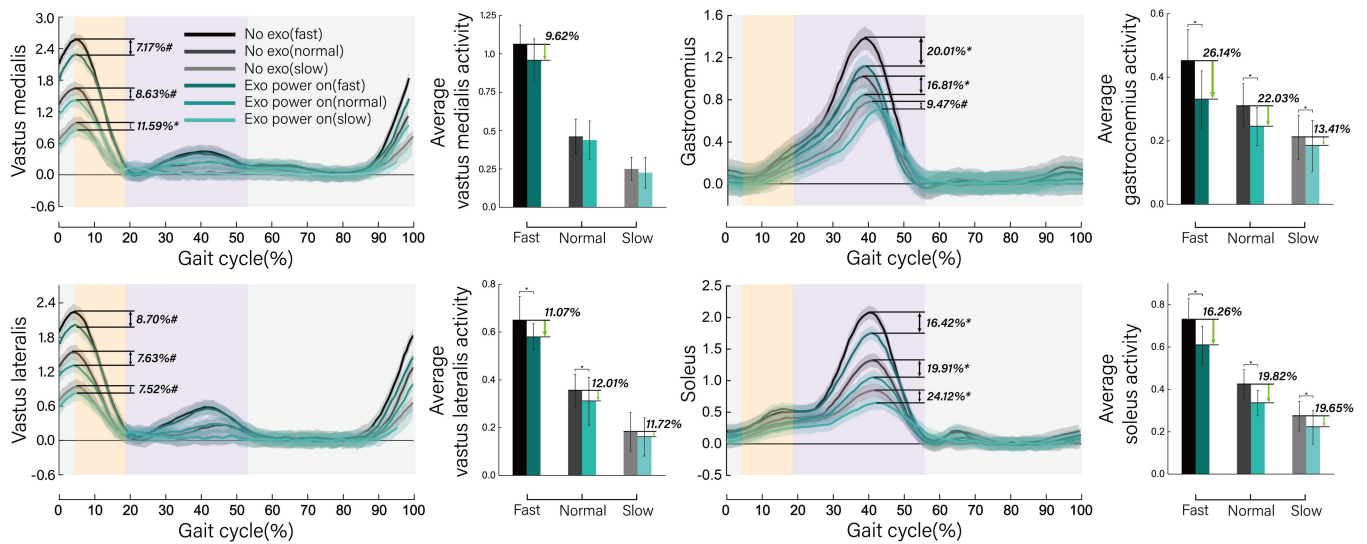 Vastus medialis
3.0
2.4
1.8
1.2
0.6
0.0
-0.6
7.17%#
8.63%#
11.59%*
No exo(fast)
No exo(normal)
No exo(slow)
Exo power on(fast)
Exo power on(normal)
Exo power on(slow)
0 10 20 30 40 50 60 70 80 90 100
Gait cycle(%)
Average
vastus medialis activity
1.25
1.0
0.75
0.5
0.25
0.0
9.62%
Fast Normal Slow
Gastrocnemius
1.6
1.2
0.8
0.4
0.0
20.01%*
16.81%*
9.47%#
0 10 20 30 40 50 60 70 80 90 100
Gait cycle(%)
Average
gastrocnemius activity
0.6
0.4
0.2
0.0
*
26.14%
*
22.03%
*
13.41%
Fast Normal Slow
Vastus lateralis
2.4
1.8
1.2
0.6
0.0
-0.6
8.70%#
7.63%#
7.52%#
0 10 20 30 40 50 60 70 80 90 100
Gait cycle(%)
Average
vastus lateralis activity
0.8
0.6
0.4
0.2
0.0
*
11.07%
*
12.01%
11.72%
Fast Normal Slow
Soleus
2.5
2.0
1.5
1.0
0.5
0.0
-0.5
16.42%*
19.91%*
24.12%*
0 10 20 30 40 50 60 70 80 90 100
Gait cycle(%)
Average
soleus activity
0.8
0.6
0.4
0.2
0.0
*
16.26%
*
19.82%
*
19.65%
Fast Normal Slow